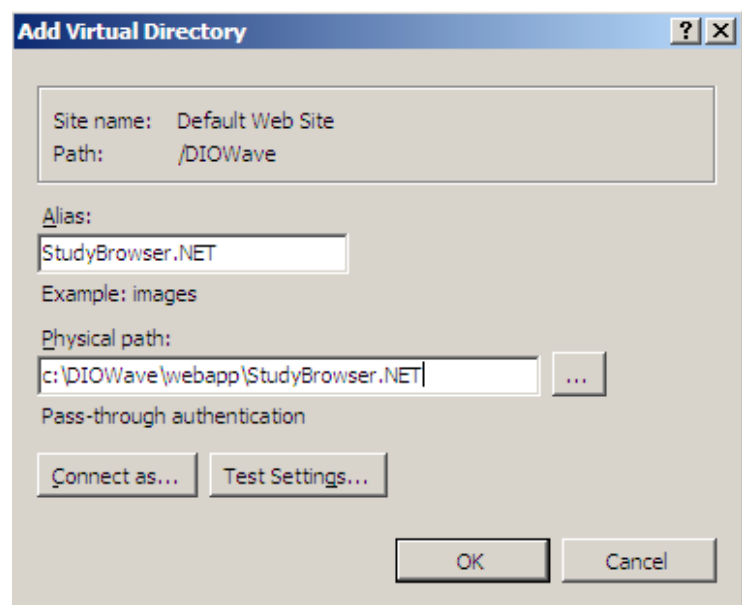 Add Virtual Directory
Site name: Default Web Site
Path: /DIOWave
Alias:
StudyBrowser.NET
Example: images
Physical path:
c:\DIOWave\webapp\StudyBrowser.NET
...
Pass-through authentication
Connect as... Test Settings...
OK Cancel